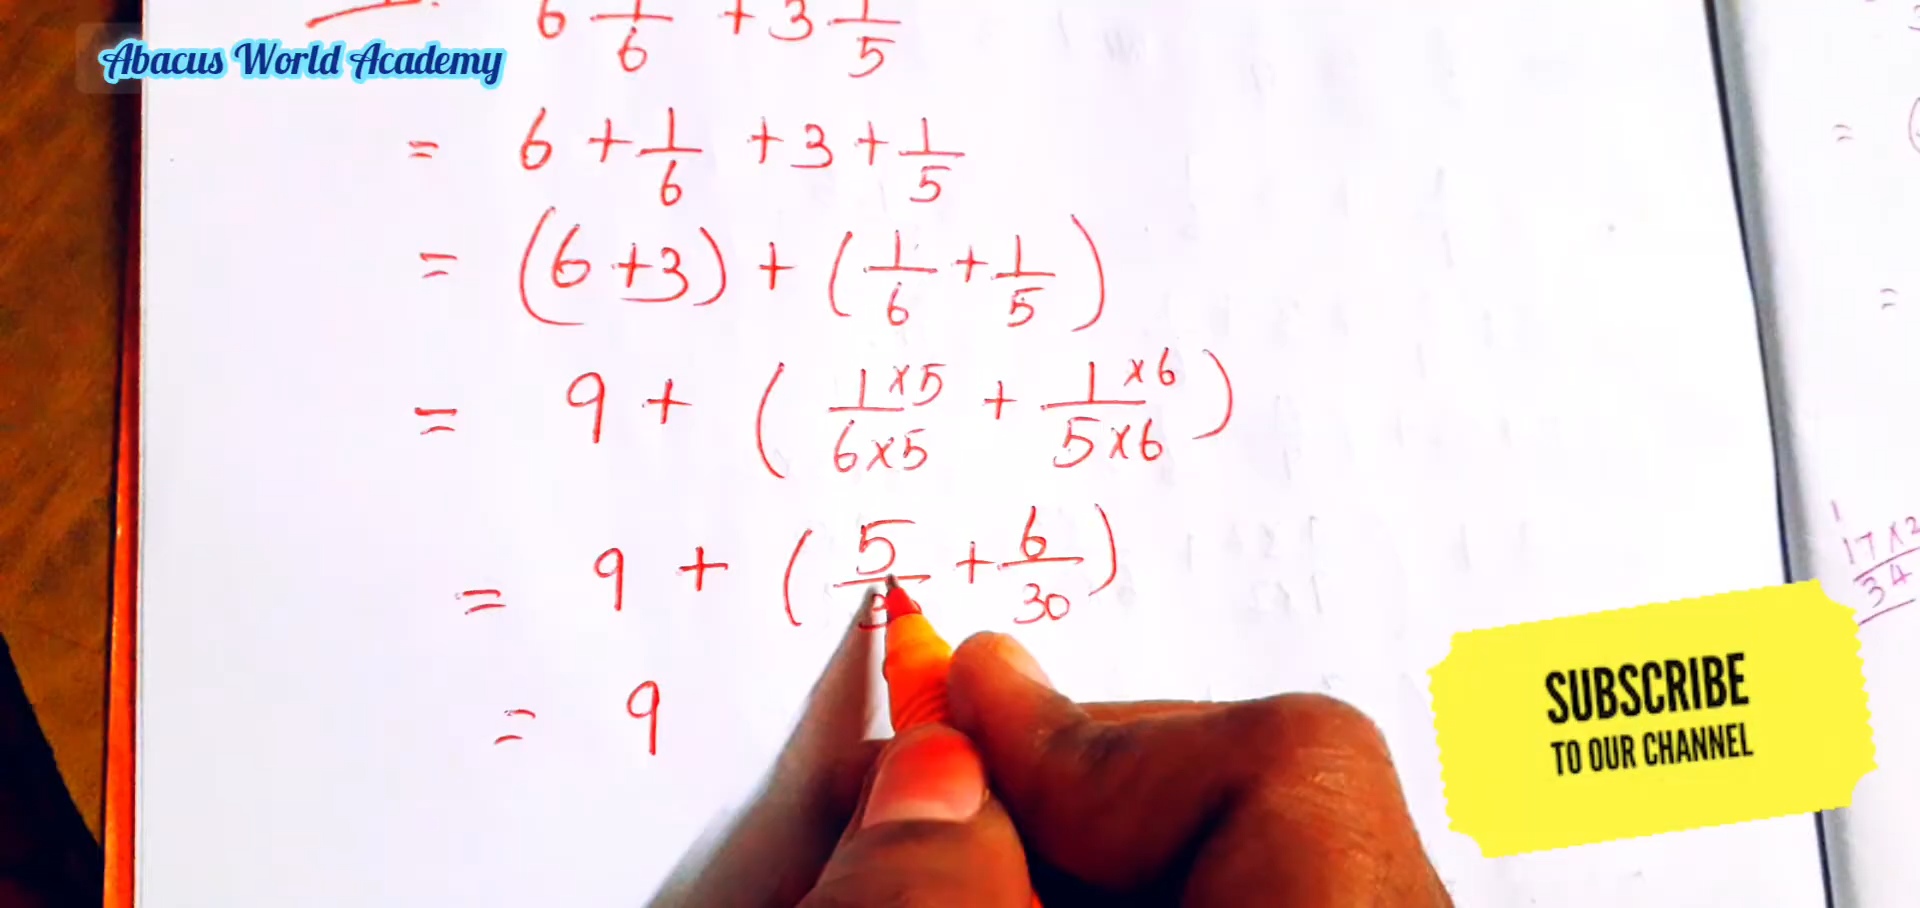 6 1/6 + 3 1/5
Abacus World Academy
= 6 + 1/6 + 3 + 1/5
= (6 + 3) + (1/6 + 1/5)
= 9 + (1×5/6×5 + 1×6/5×6)
= 9 + (5/3 + 6/30)
= 9
=
=
1
17×2
34
SUBSCRIBE
TO OUR CHANNEL